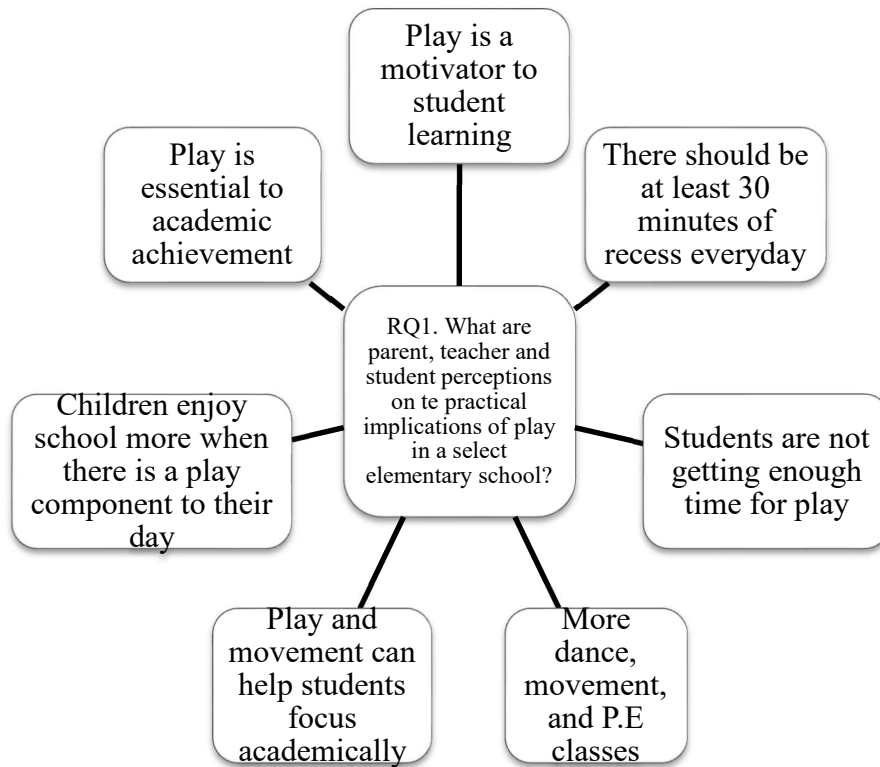 Play is a
motivator to
student
learning
There should be
at least 30
minutes of
recess everyday
Students are not
getting enough
time for play
More
dance,
movement,
and P.E
classes
Play and
movement can
help students
focus
academically
Children enjoy
school more when
there is a play
component to their
day
Play is
essential to
academic
achievement
RQ1. What are
parent, teacher and
student perceptions
on te practical
implications of play
in a select
elementary school?